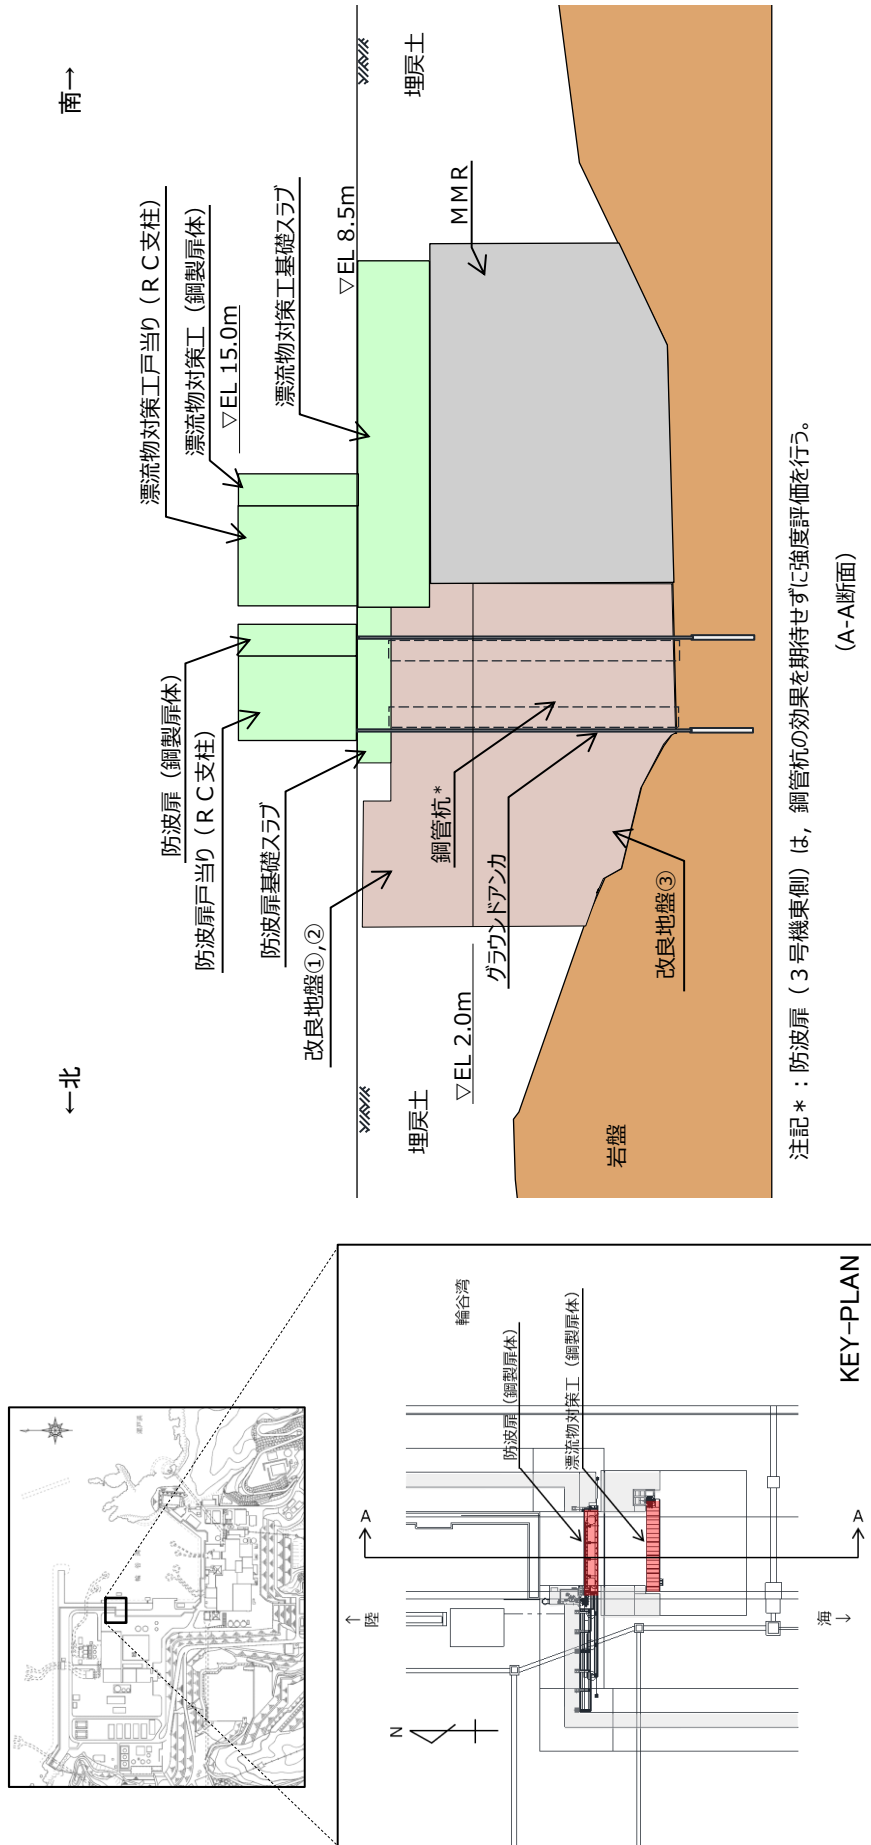 ←北
南→
漂流物対策工戸当り（ＲＣ支柱）
漂流物対策工（鋼製扉体）
▽EL 15.0m
防波扉（鋼製扉体）
防波扉戸当り（ＲＣ支柱）
漂流物対策工基礎スラブ
▽EL 8.5m
防波扉基礎スラブ
改良地盤①,②
埋戻土
埋戻土
ＭＭＲ
▽EL 2.0m
鋼管杭*
グラウンドアンカ
改良地盤③
岩盤
注記＊：防波扉（３号機東側）は，鋼管杭の効果を期待せずに強度評価を行う。
(A-A断面)
輪谷湾
防波扉（鋼製扉体）
漂流物対策工（鋼製扉体）
A
A
←陸
海→
N
KEY−PLAN